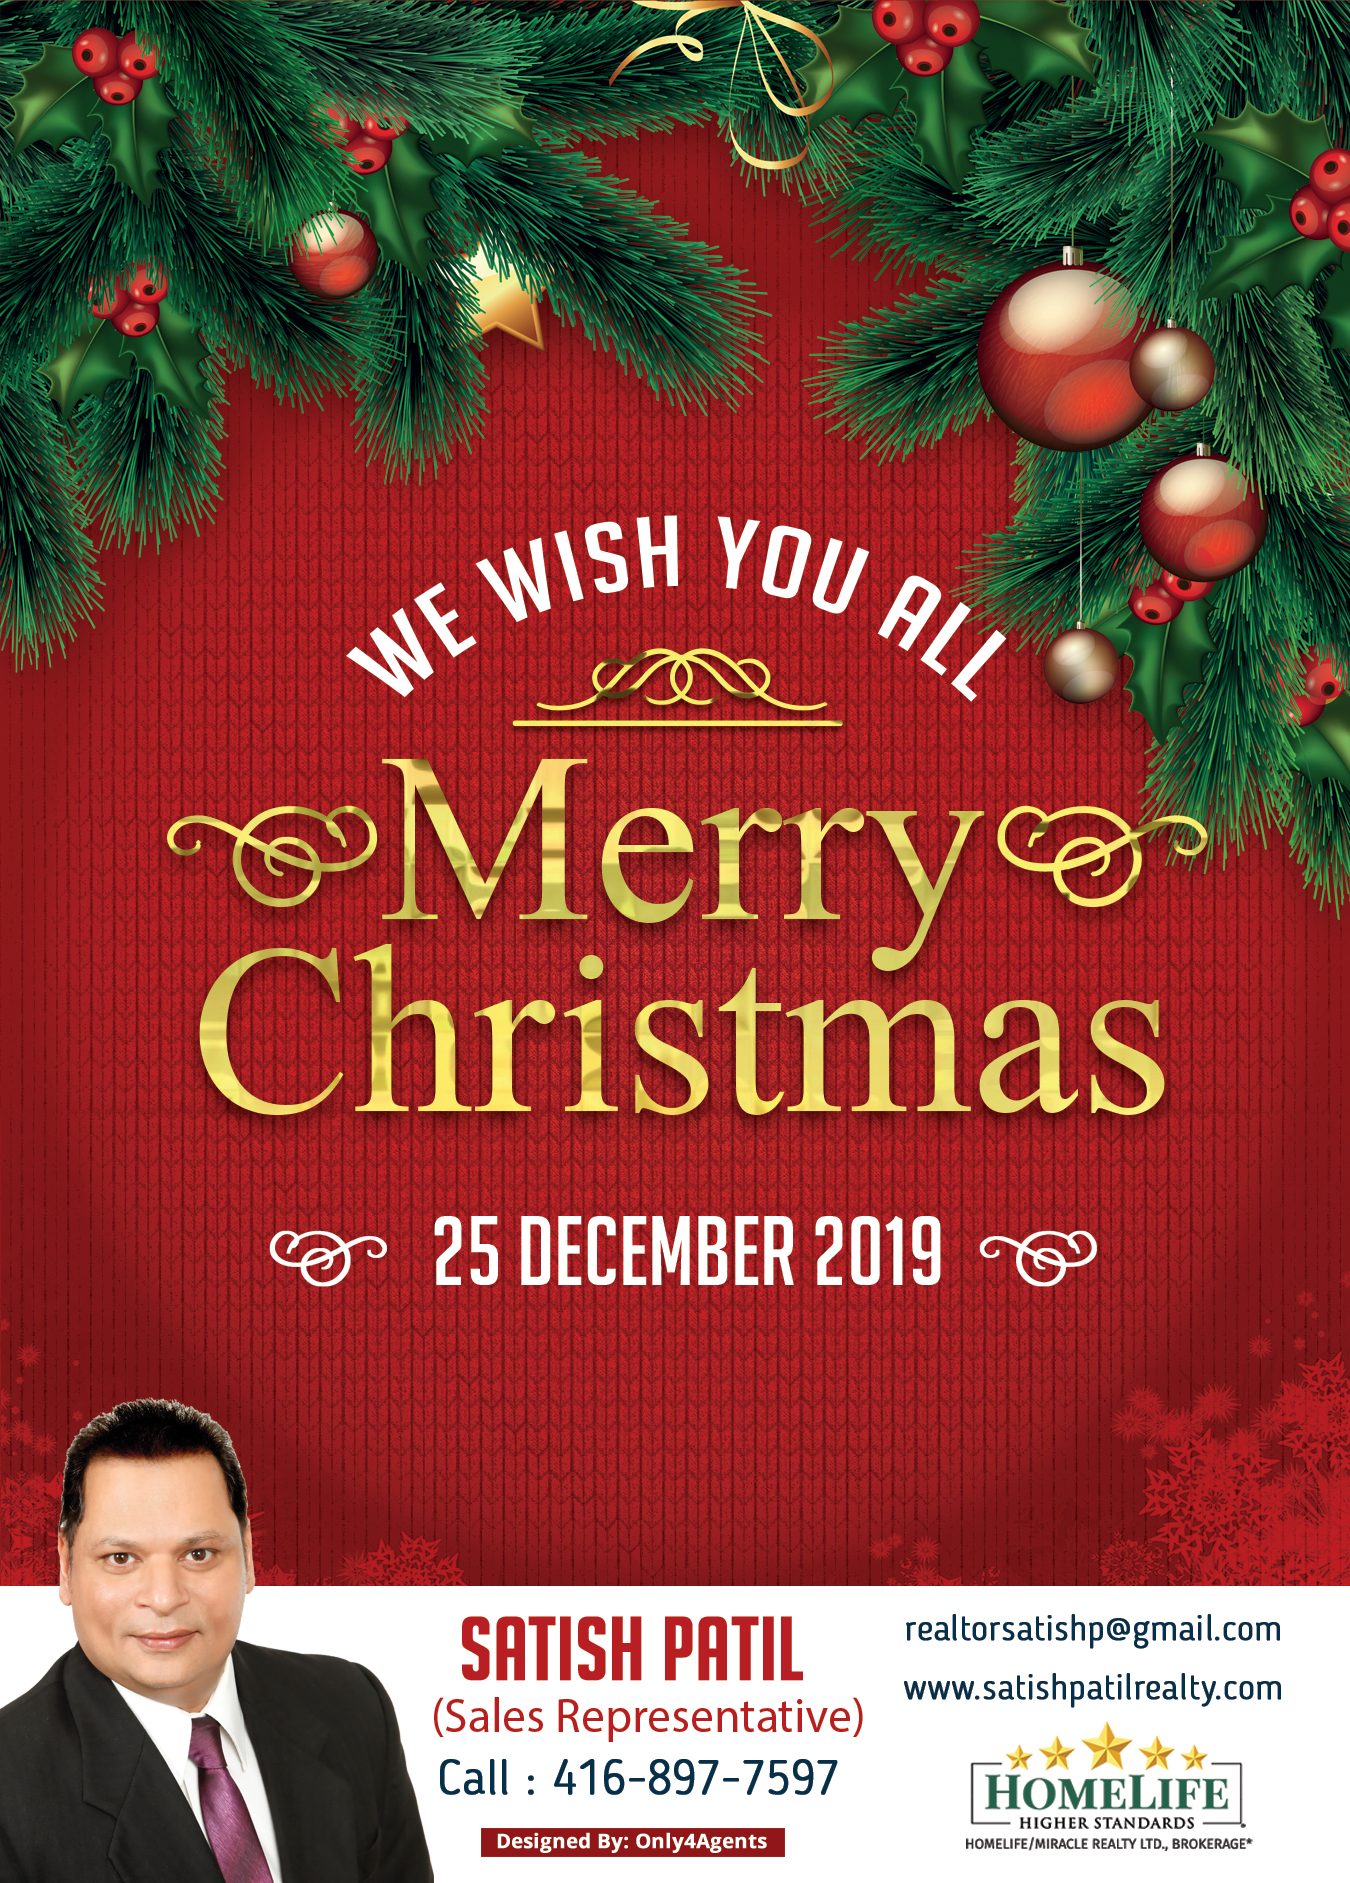 WE WISH YOU ALL
Merry
Christmas
25 DECEMBER 2019
SATISH PATIL
(Sales Representative)
Call : 416-897-7597
Designed By: Only4Agents
realtorsatishp@gmail.com
www.satishpatilrealty.com
HOMELIFE
HIGHER STANDARDS
HOMELIFE/MIRACLE REALTY LTD., BROKERAGE*